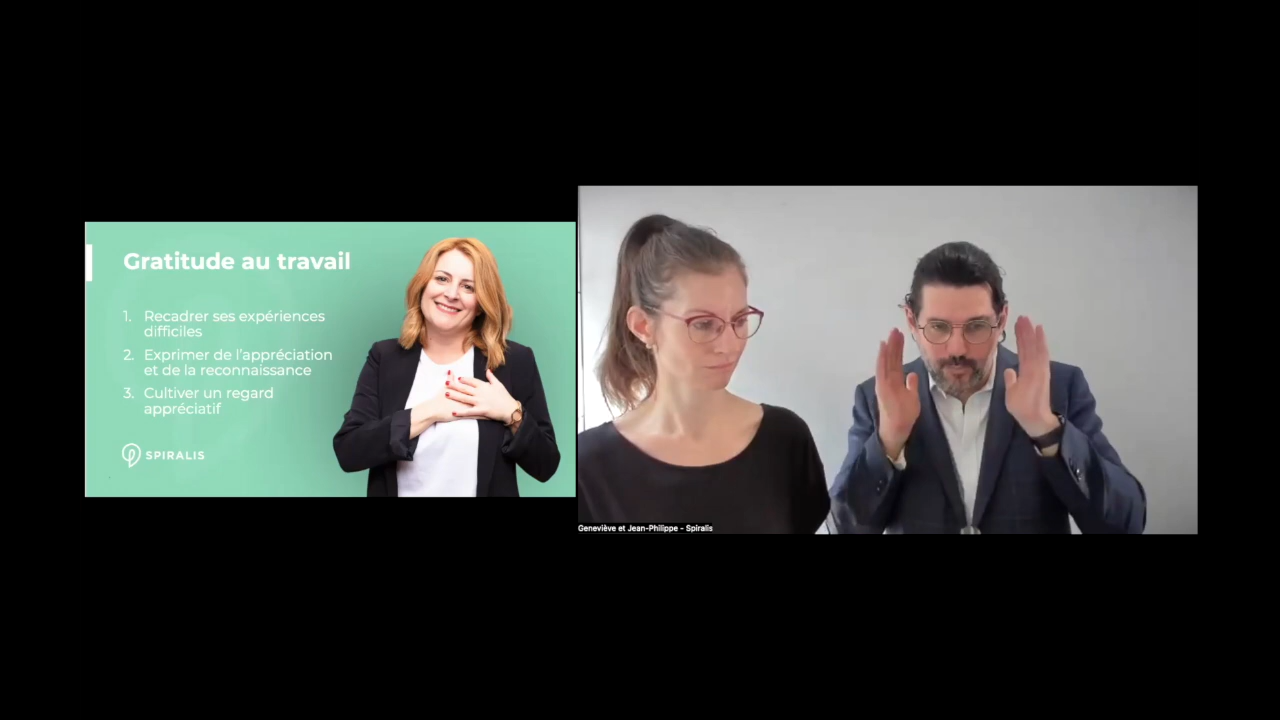 Gratitude au travail
1. Recadrer ses expériences
difficiles
2. Exprimer de l'appréciation
et de la reconnaissance
3. Cultiver un regard
appréciatif
SPIRALIS
Geneviève et Jean-Philippe - Spiralis